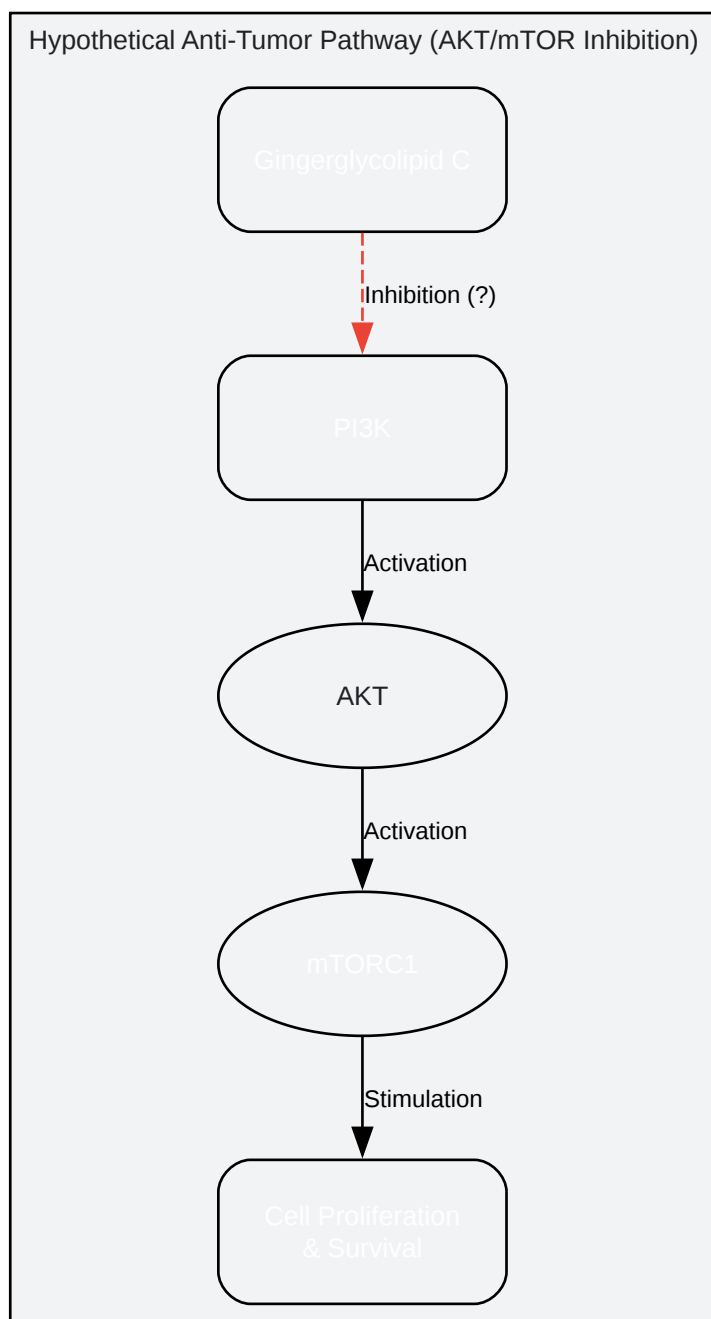 Hypothetical Anti-Tumor Pathway (AKT/mTOR Inhibition)
Gingerglycolipid C
Inhibition (?)
PI3K
Activation
AKT
Activation
mTORC1
Stimulation
Cell Proliferation
& Survival